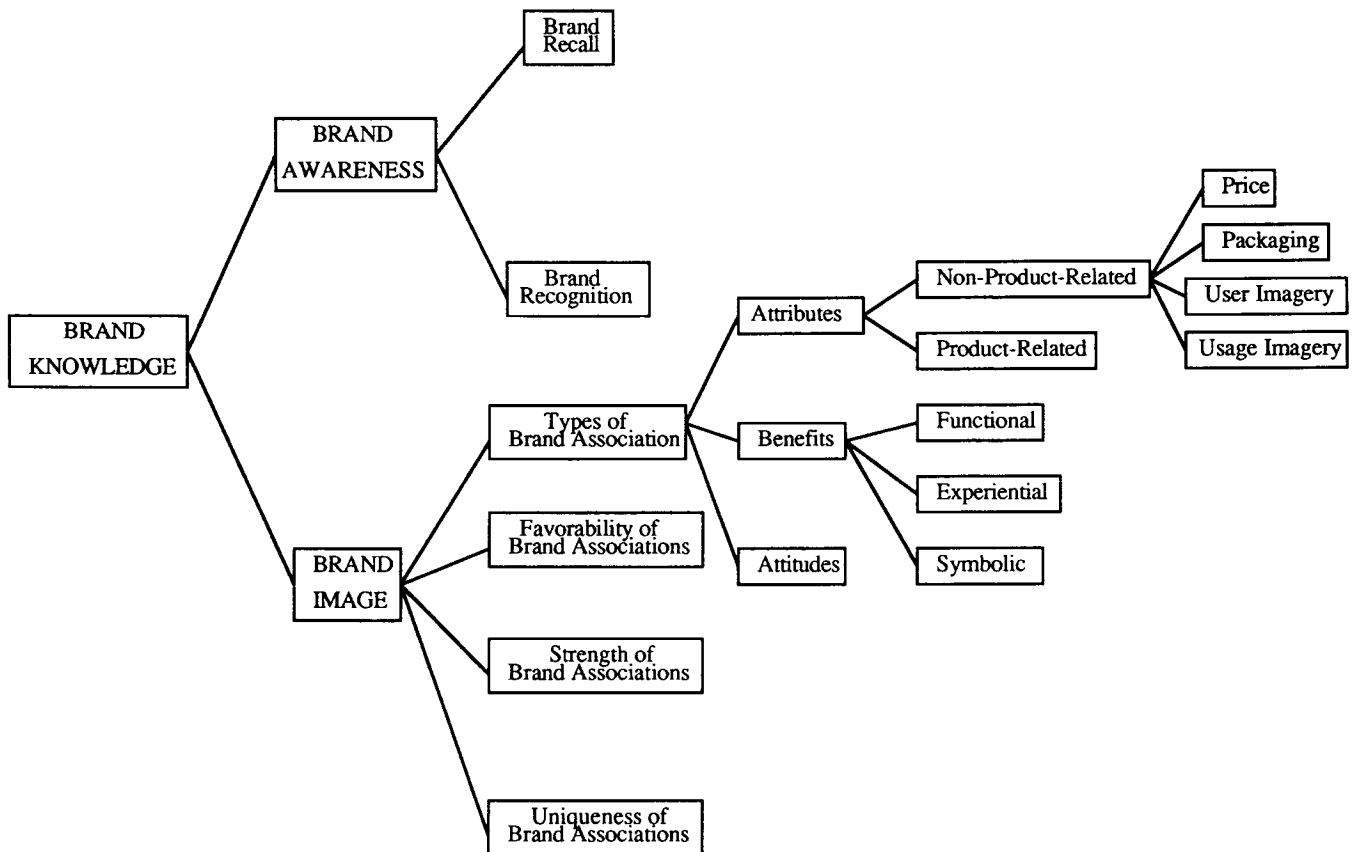 Brand
Recall
BRAND
AWARENESS
Brand
Recognition
BRAND
KNOWLEDGE
BRAND
IMAGE
Types of
Brand Association
Favorability of
Brand Associations
Strength of
Brand Associations
Uniqueness of
Brand Associations
Attributes
Benefits
Attitudes
Non-Product-Related
Product-Related
Functional
Experiential
Symbolic
Price
Packaging
User Imagery
Usage Imagery